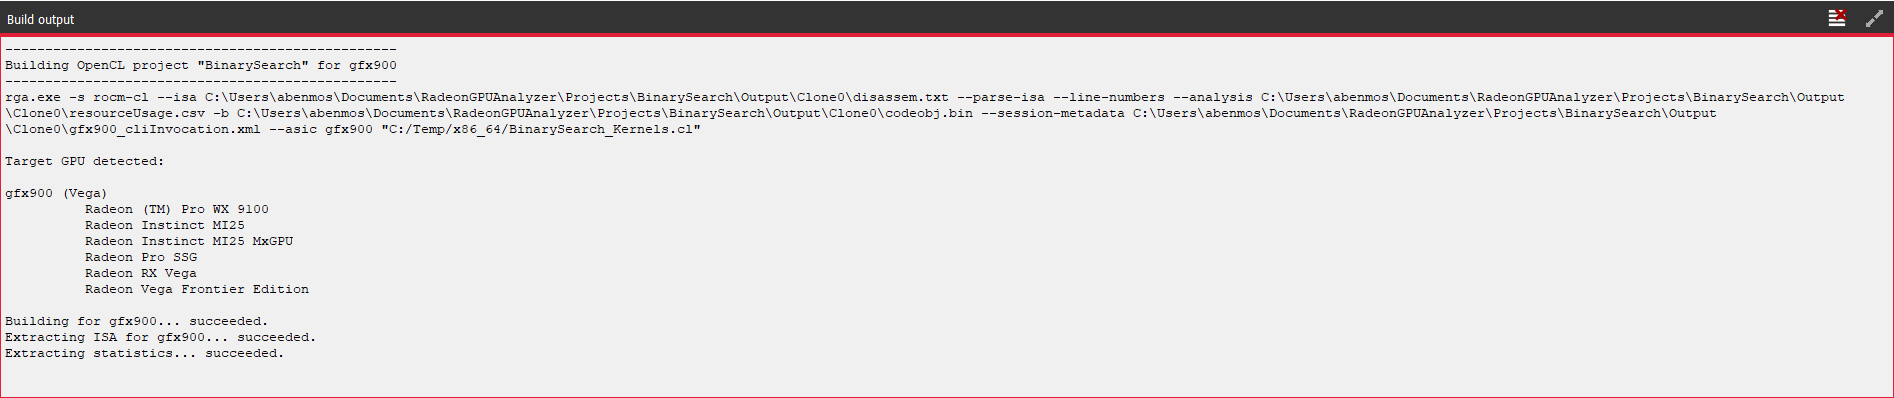 Build output
-------------------------------------------------
Building OpenCL project "BinarySearch" for gfx900
-------------------------------------------------
rga.exe -s rocm-cl --isa C:\Users\abenmos\Documents\RadeonGPUAnalyzer\Projects\BinarySearch\Output\Clone0\disassem.txt --parse-isa --line-numbers --analysis C:\Users\abenmos\Documents\RadeonGPUAnalyzer\Projects\BinarySearch\Output
\Clone0\resourceUsage.csv -b C:\Users\abenmos\Documents\RadeonGPUAnalyzer\Projects\BinarySearch\Output\Clone0\codeobj.bin --session-metadata C:\Users\abenmos\Documents\RadeonGPUAnalyzer\Projects\BinarySearch\Output
\Clone0\gfx900_cliInvocation.xml --asic gfx900 "C:/Temp/x86_64/BinarySearch_Kernels.cl"
Target GPU detected:
gfx900 (Vega)
Radeon (TM) Pro WX 9100
Radeon Instinct MI25
Radeon Instinct MI25 MxGPU
Radeon Pro SSG
Radeon RX Vega
Radeon Vega Frontier Edition
Building for gfx900... succeeded.
Extracting ISA for gfx900... succeeded.
Extracting statistics... succeeded.